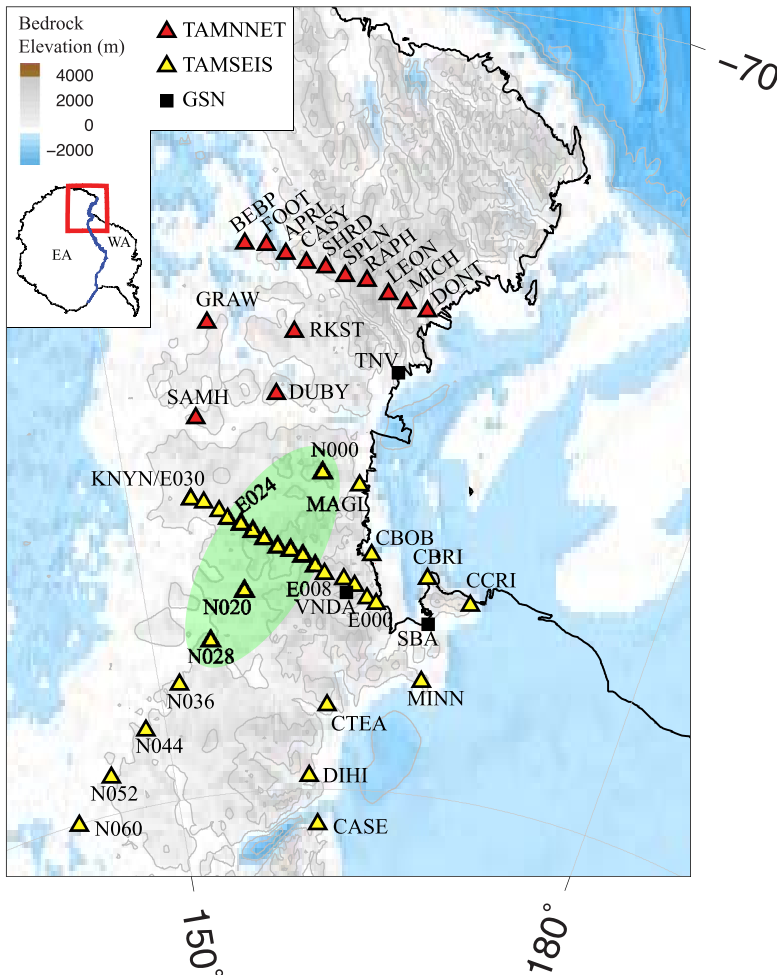 Bedrock
Elevation (m)
4000
2000
0
−2000
TAMNNET
TAMSEIS
GSN
EA
WA
−70
BEBP
FOOT
APRL
CASY
SHRD
SPLN
RAPH
LEON
MICH
DONT
GRAW
RKST
TNV
SAMH
DUBY
N000
KNYN/E030
E024
MAGL
CBOB
CBRI
CCRI
E008
N020
VNDA
E000
SBA
N028
N036
MINN
CTEA
N044
DIHI
N052
N060
CASE
150°
180°